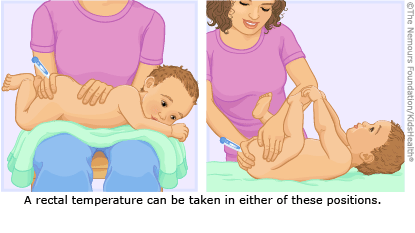 ©The Nemours Foundation/KidsHealth®
A rectal temperature can be taken in either of these positions.